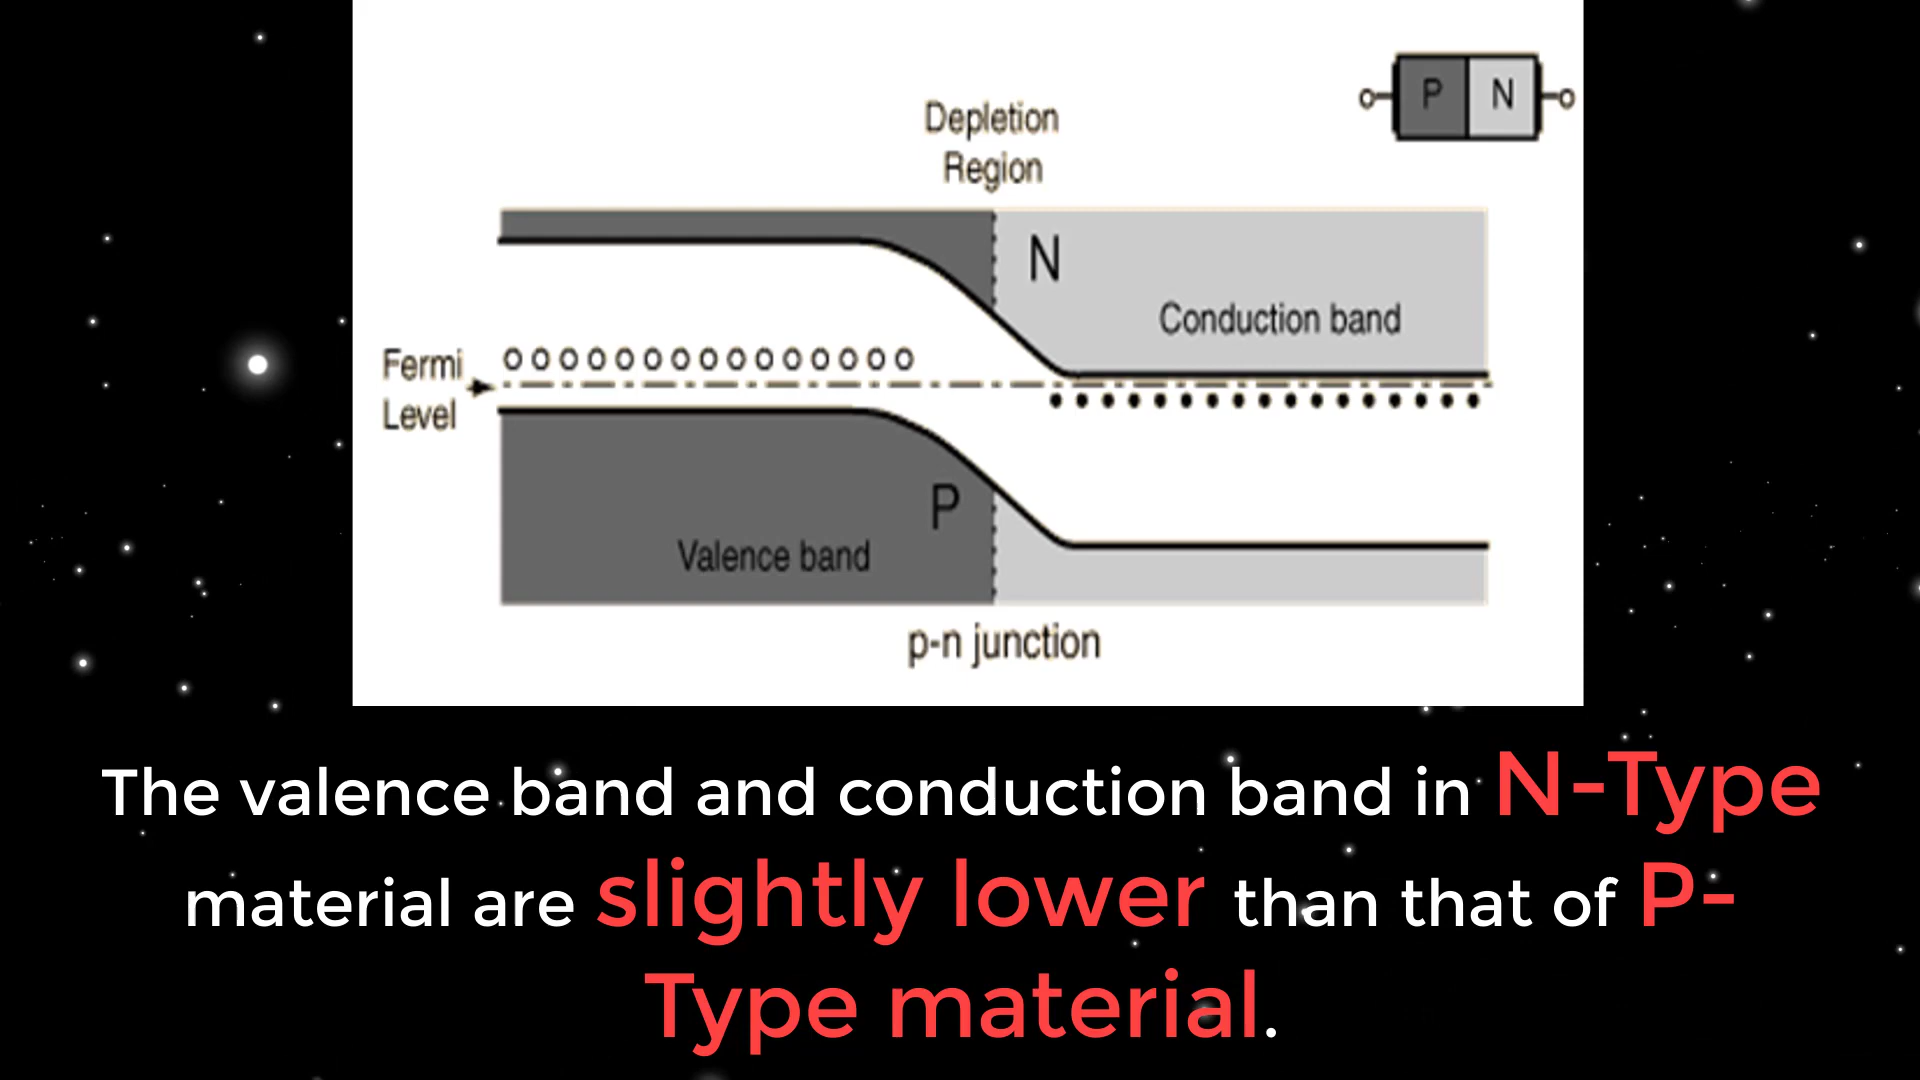 Depletion
Region
P N
N
Conduction band
Fermi
Level
P
Valence band
p-n junction
The valence band and conduction band in N-Type
material are slightly lower than that of P-
Type material.